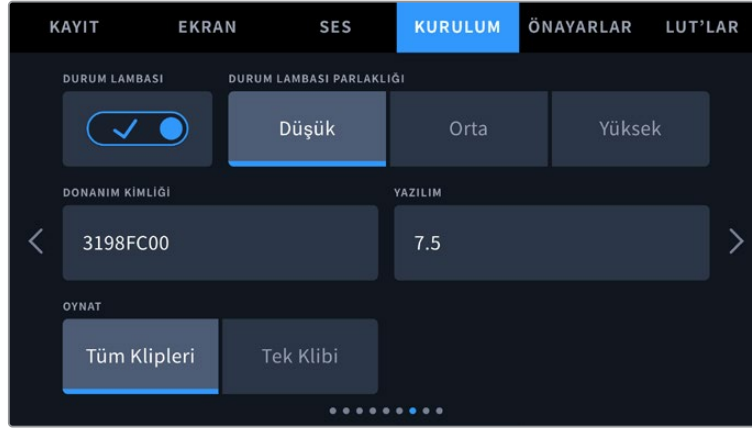 KAYIT EKRAN SES KURULUM ÖNAYARLAR LUT'LAR
DURUM LAMBASI DURUM LAMBASI PARLAKLIĞI
Düşük Orta Yüksek
DONANIM KİMLİĞİ YAZILIM
3198FC00 7.5
OYNAT
Tüm Klipleri Tek Klibi